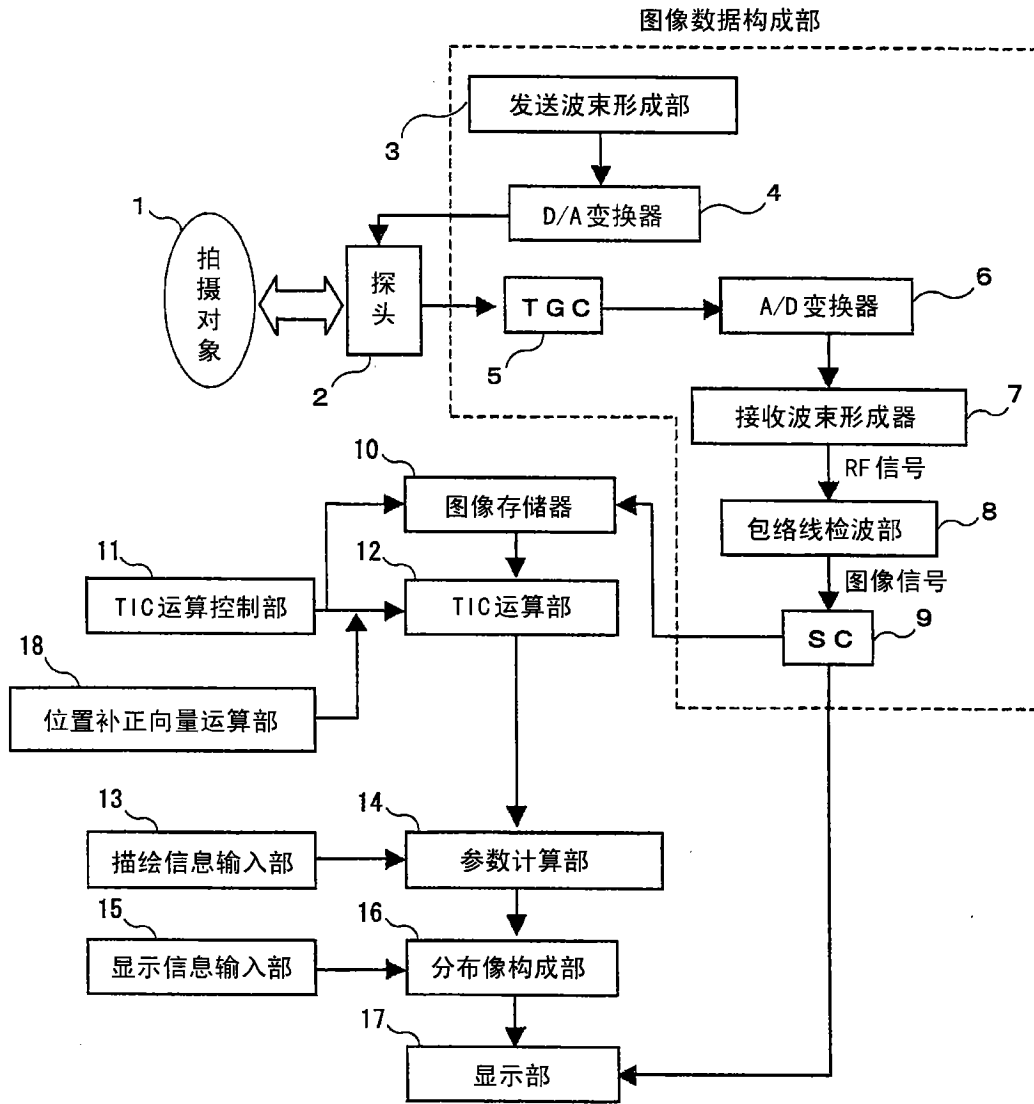 图像数据构成部
发送波束形成部
3
D/A变换器
4
1
拍摄对象
探头
2
TGC
5
A/D变换器
6
接收波束形成器
7
RF信号
包络线检波部
8
图像信号
SC
9
10
图像存储器
11
TIC运算控制部
12
TIC运算部
18
位置补正向量运算部
13
描绘信息输入部
14
参数计算部
15
显示信息输入部
16
分布像构成部
17
显示部